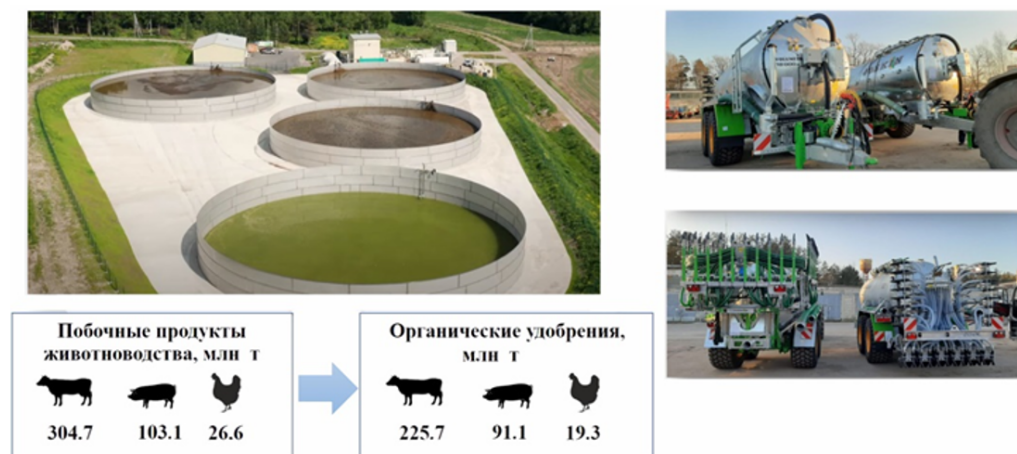 Побочные продукты
животноводства, млн т
304.7 103.1 26.6
Органические удобрения,
млн т
225.7 91.1 19.3